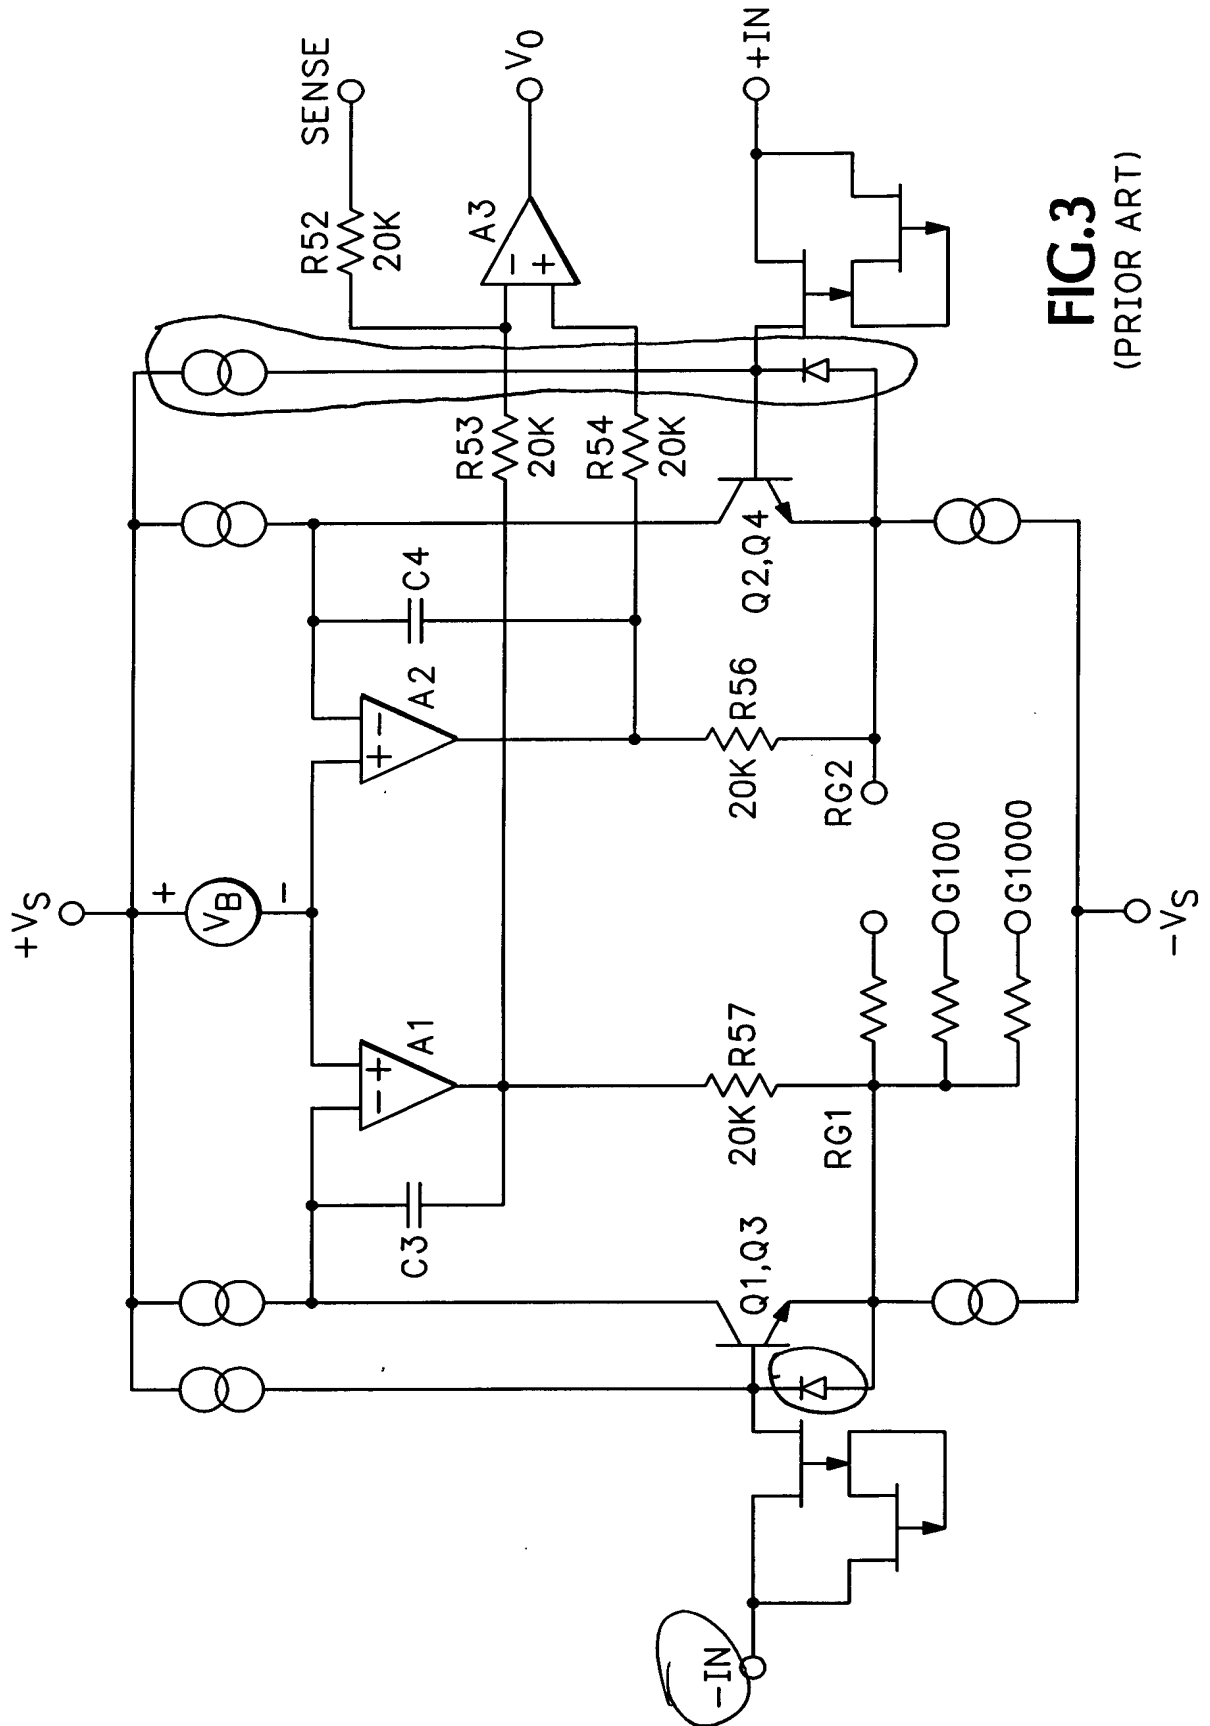 +VS
+
VB
-
SENSE
R52
20K
A3
-
+
VO
R53
20K
R54
20K
C4
A2
+
-
A1
-
+
C3
R56
20K
R57
20K
Q2,Q4
Q1,Q3
RG2
RG1
G100
G1000
-VS
+IN
-IN
FIG.3
(PRIOR ART)